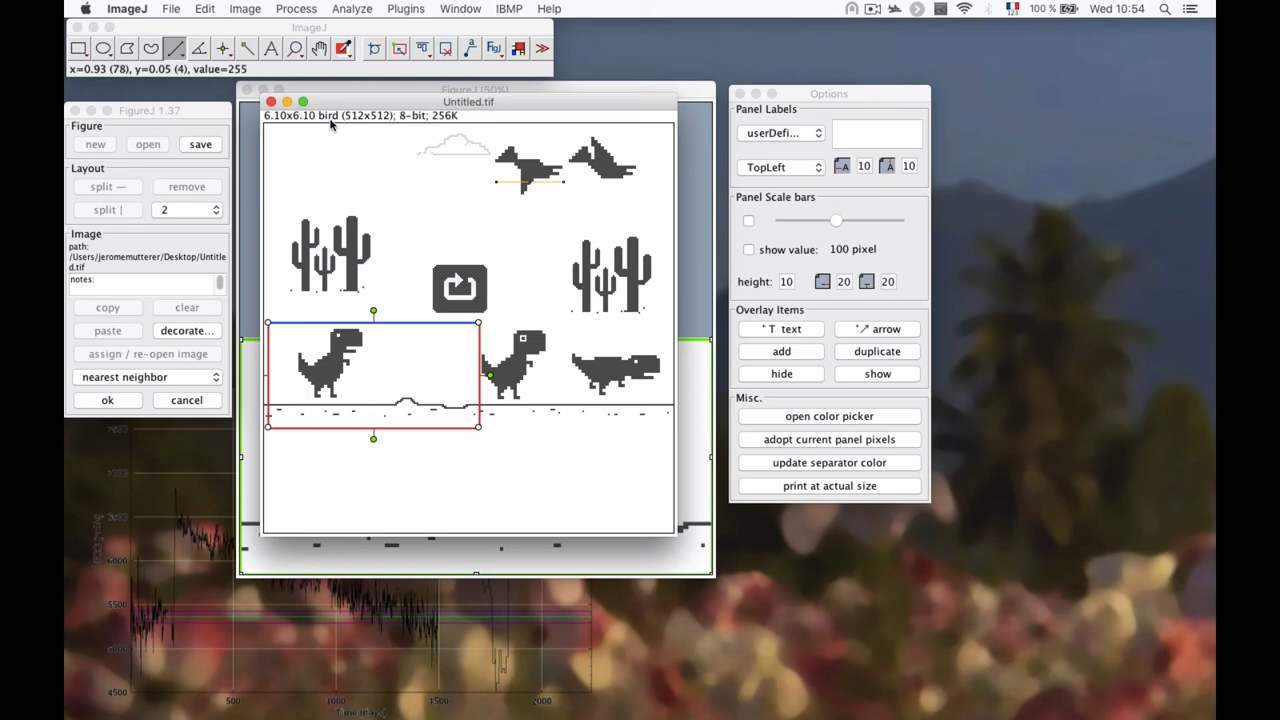 ImageJ File Edit Image Process Analyze Plugins Window IBMP Help 100 % Wed 10:54
ImageJ
x=0.93 (78), y=0.05 (4), value=255
FigureJ 1.37
Figure
new open save
Layout
split — remove
split | 2
Image
path:
/Users/jeromemutterer/Desktop/Untitle
d.tif
notes:
copy clear
paste decorate...
assign / re-open image
nearest neighbor
ok cancel
FigureJ (50%)
Untitled.tif
6.10x6.10 bird (512x512); 8-bit; 256K
Options
Panel Labels
userDefi...
TopLeft 10 10
Panel Scale bars
show value: 100 pixel
height: 10 20 20
Overlay Items
T text arrow
add duplicate
hide show
Misc.
open color picker
adopt current panel pixels
update separator color
print at actual size
6000
5500
4500
500 1000 1500 2000